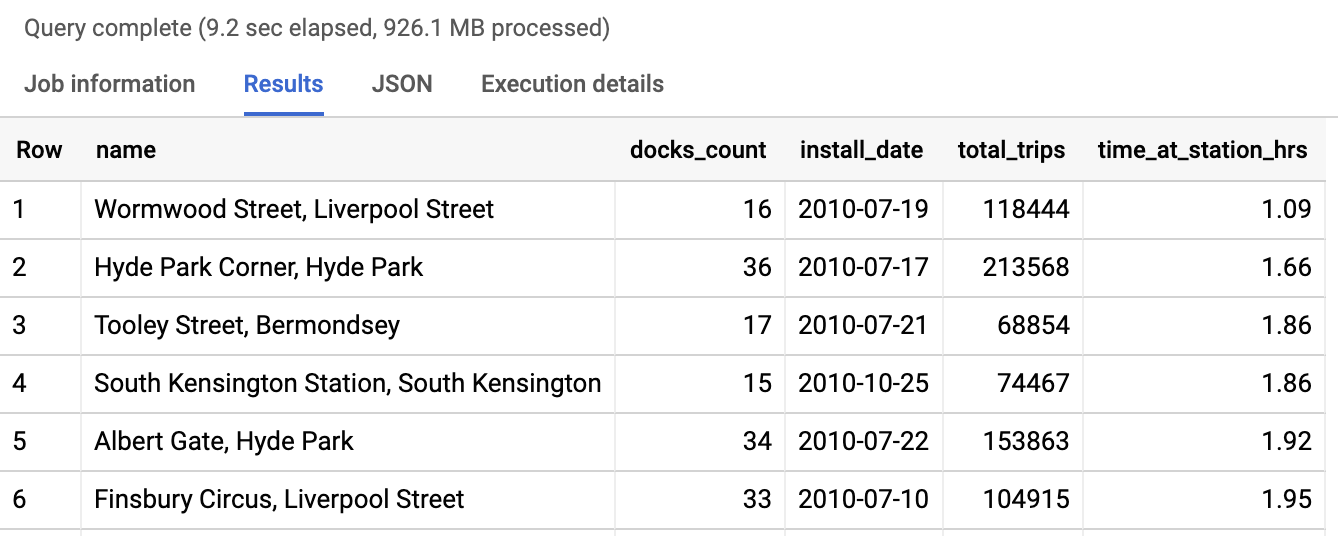 Query complete (9.2 sec elapsed, 926.1 MB processed)
Job information Results JSON Execution details
Row name docks_count install_date total_trips time_at_station_hrs
1 Wormwood Street, Liverpool Street 16 2010-07-19 118444 1.09
2 Hyde Park Corner, Hyde Park 36 2010-07-17 213568 1.66
3 Tooley Street, Bermondsey 17 2010-07-21 68854 1.86
4 South Kensington Station, South Kensington 15 2010-10-25 74467 1.86
5 Albert Gate, Hyde Park 34 2010-07-22 153863 1.92
6 Finsbury Circus, Liverpool Street 33 2010-07-10 104915 1.95